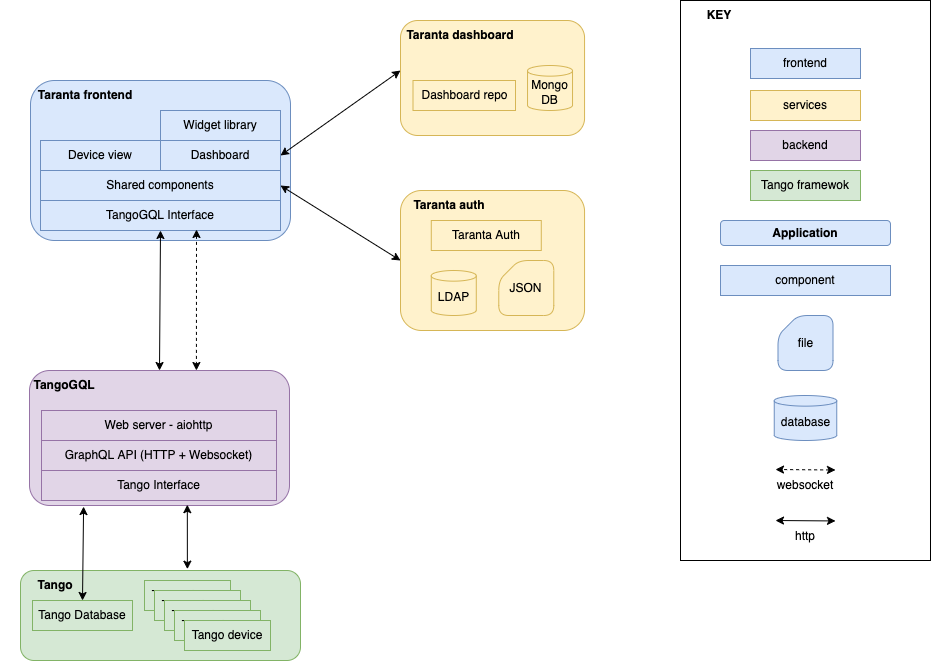 Taranta frontend
Widget library
Device view
Dashboard
Shared components
TangoGQL Interface
Taranta dashboard
Dashboard repo
Mongo
DB
Taranta auth
Taranta Auth
LDAP
JSON
TangoGQL
Web server - aiohttp
GraphQL API (HTTP + Websocket)
Tango Interface
Tango
Tango Database
Tango device
KEY
frontend
services
backend
Tango framewok
Application
component
file
database
websocket
http